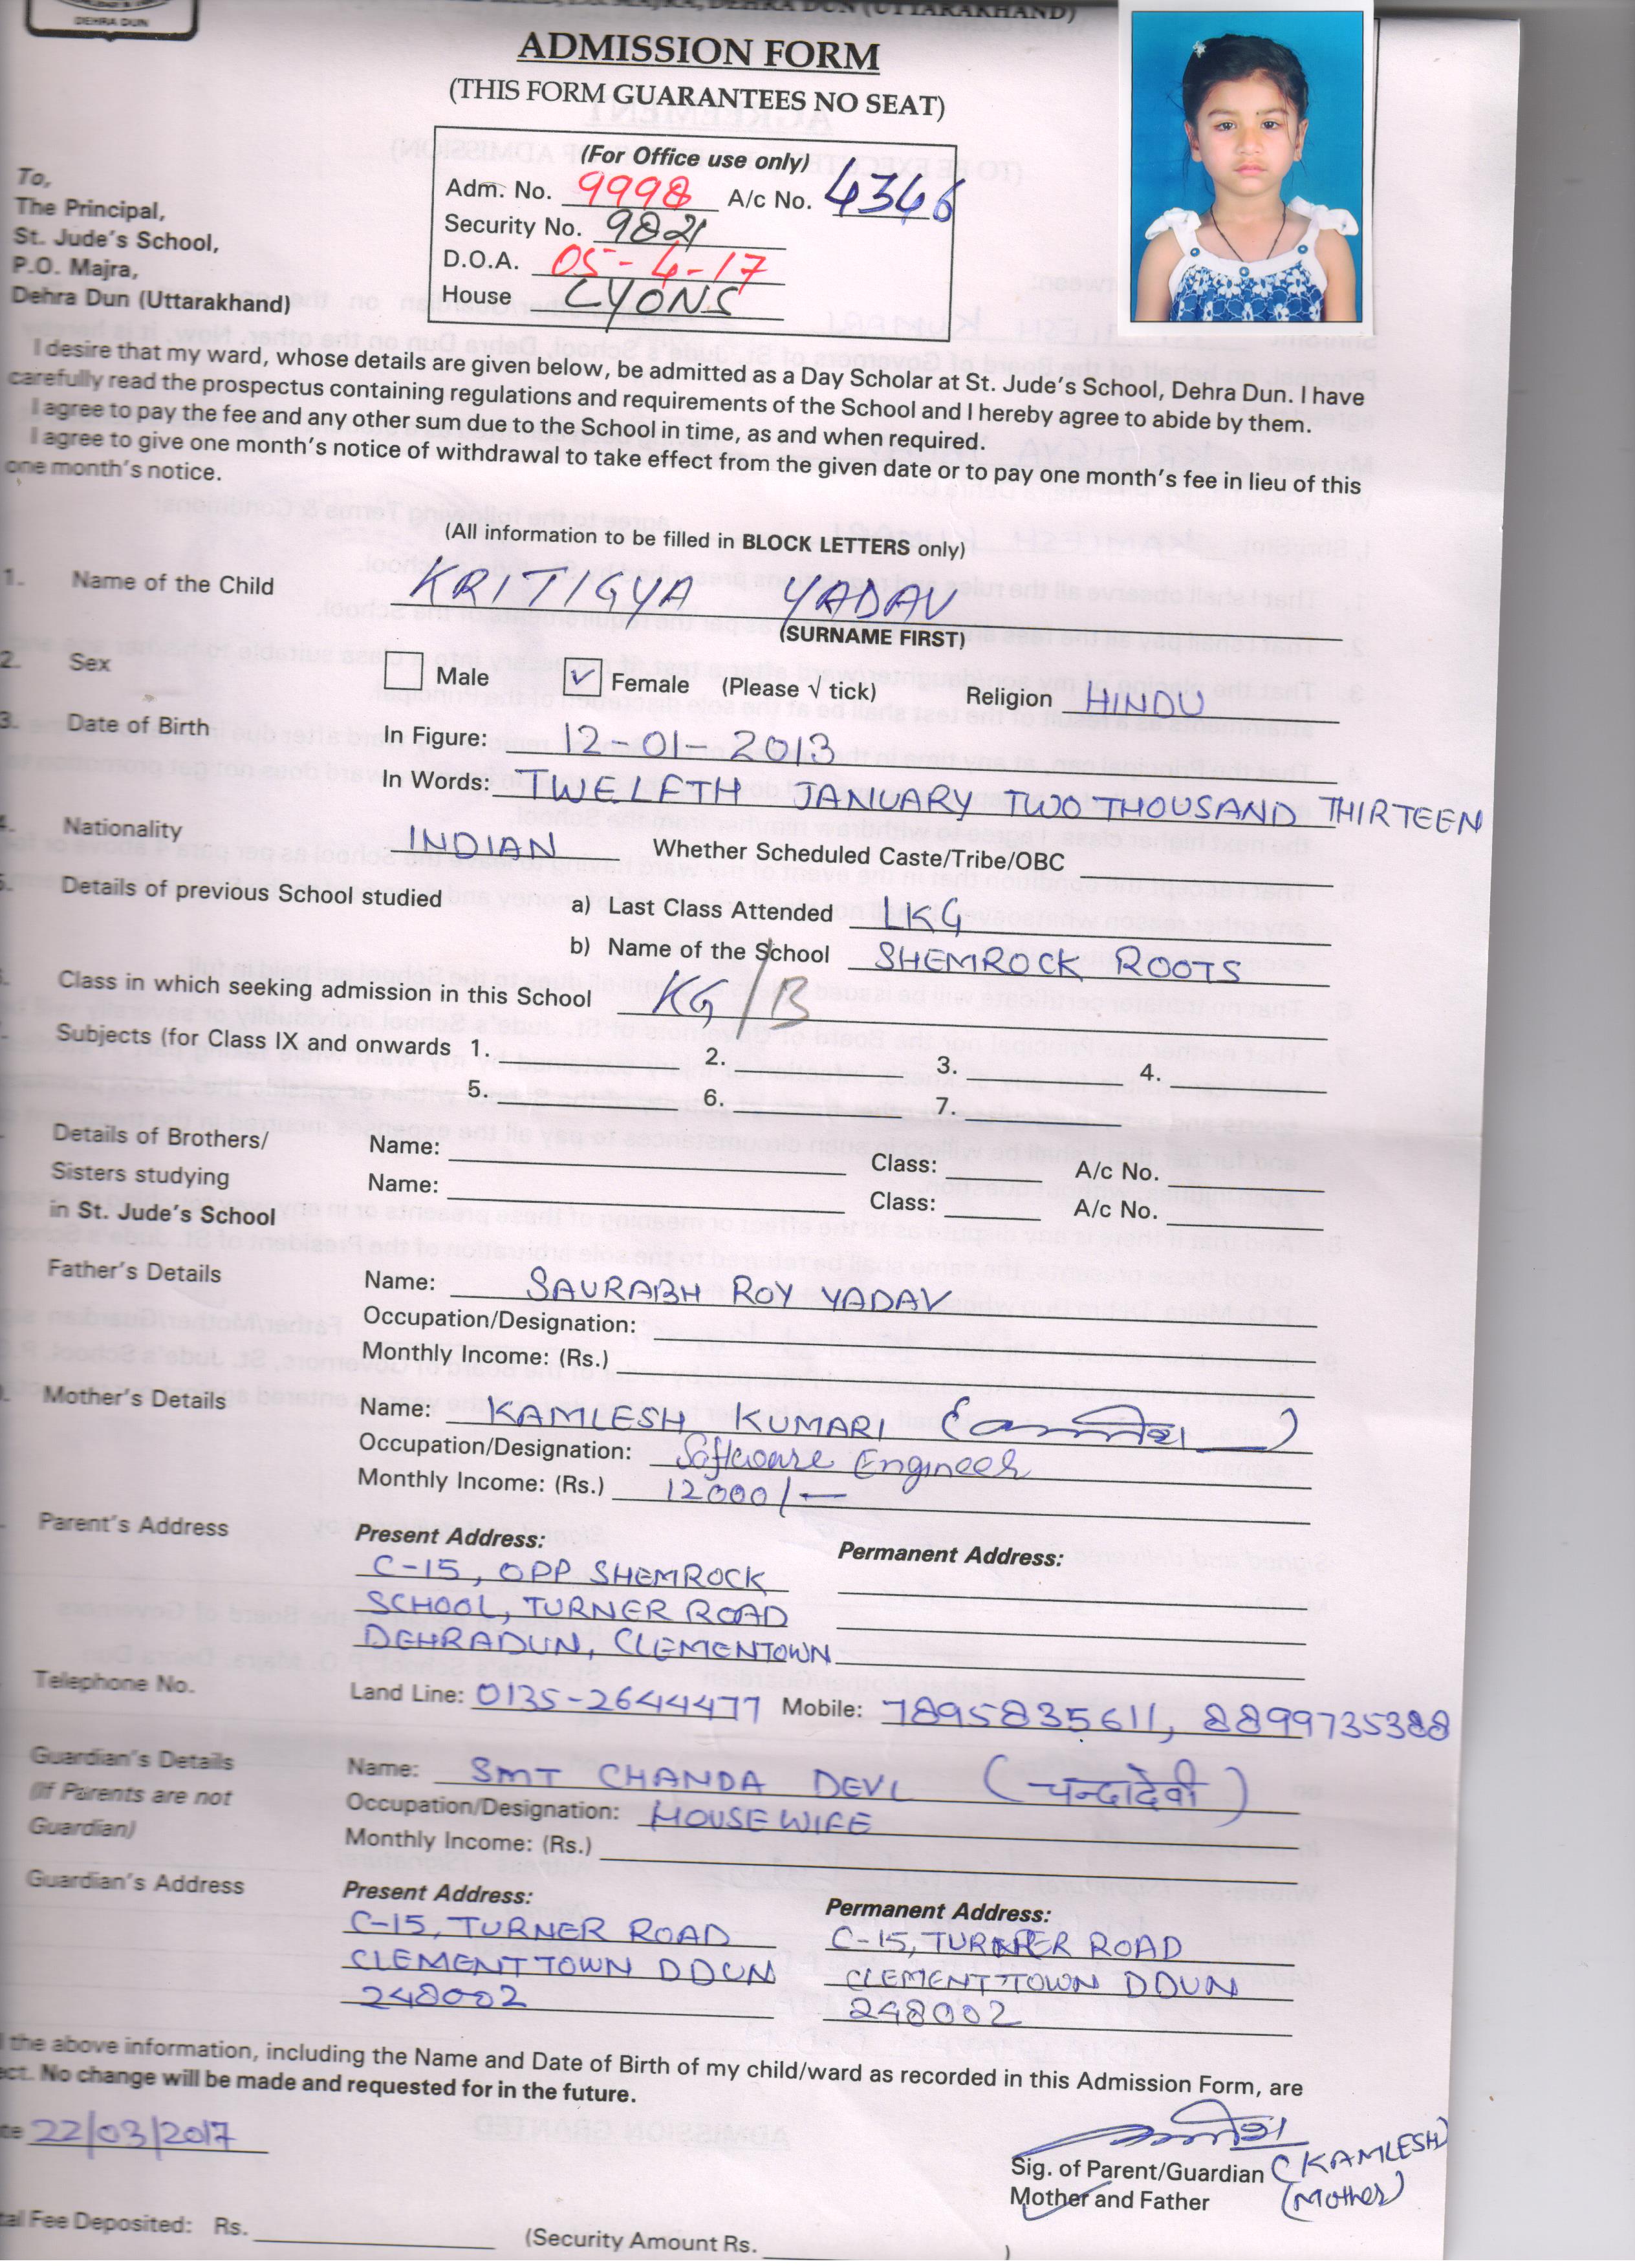 DEHRA DUN
MAJRA, DEHRA DUN (UTTARAKHAND)
ADMISSION FORM
(THIS FORM GUARANTEES NO SEAT)
(For Office use only)
Adm. No. 9998 A/c No. 4346
Security No. 9821
D.O.A. 05-4-17
House LYONS
To,
The Principal,
St. Jude's School,
P.O. Majra,
Dehra Dun (Uttarakhand)
I desire that my ward, whose details are given below, be admitted as a Day Scholar at St. Jude's School, Dehra Dun. I have
carefully read the prospectus containing regulations and requirements of the School and I hereby agree to abide by them.
I agree to pay the fee and any other sum due to the School in time, as and when required.
I agree to give one month's notice of withdrawal to take effect from the given date or to pay one month's fee in lieu of this
one month's notice.
(All information to be filled in BLOCK LETTERS only)
1. Name of the Child KRITIGYA YADAV
(SURNAME FIRST)
2. Sex Male ✓ Female (Please √ tick) Religion HINDU
3. Date of Birth In Figure: 12-01-2013
In Words: TWELFTH JANUARY TWO THOUSAND THIRTEEN
4. Nationality INDIAN Whether Scheduled Caste/Tribe/OBC
5. Details of previous School studied a) Last Class Attended LKG
b) Name of the School SHEMROCK ROOTS
Class in which seeking admission in this School KG/B
Subjects (for Class IX and onwards 1. 2. 3. 4.
5. 6. 7.
Details of Brothers/ Name: Class: A/c No.
Sisters studying Name: Class: A/c No.
in St. Jude's School
Father's Details Name: SAURABH ROY YADAV
Occupation/Designation:
Monthly Income: (Rs.)
Mother's Details Name: KAMLESH KUMARI (कमलेश)
Occupation/Designation: Software Engineer
Monthly Income: (Rs.) 12000/-
Parent's Address Present Address: Permanent Address:
C-15, OPP SHEMROCK
SCHOOL, TURNER ROAD
DEHRADUN, CLEMENTOWN
Telephone No. Land Line: 0135-2644477 Mobile: 7895835611, 8899735388
Guardian's Details Name: SMT CHANDA DEVI (चन्दादेवी)
(If Parents are not Occupation/Designation: HOUSE WIFE
Guardian) Monthly Income: (Rs.)
Guardian's Address Present Address: Permanent Address:
C-15, TURNER ROAD C-15, TURNER ROAD
CLEMENT TOWN DDUN CLEMENT TOWN DDUN
248002 248002
the above information, including the Name and Date of Birth of my child/ward as recorded in this Admission Form, are
ect. No change will be made and requested for in the future.
te 22/03/2017
कमलेश
Sig. of Parent/Guardian (KAMLESH)
Mother and Father (Mother)
tal Fee Deposited: Rs. (Security Amount Rs. )